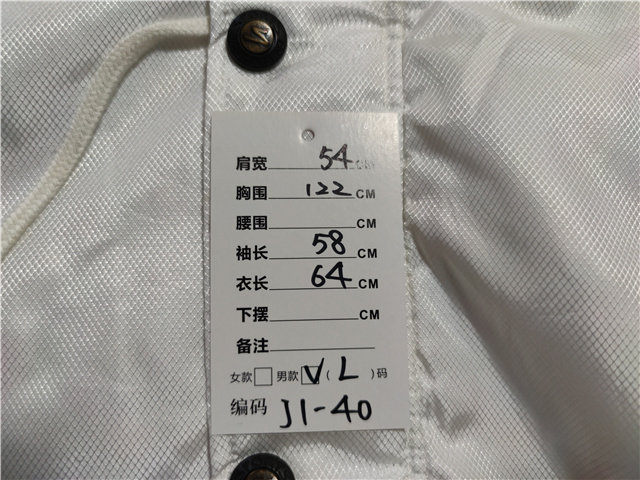 肩宽 54 CM
胸围 122 CM
腰围 CM
袖长 58 CM
衣长 64 CM
下摆 CM
备注
女款 男款 V ( L ) 码
编码 J1-40